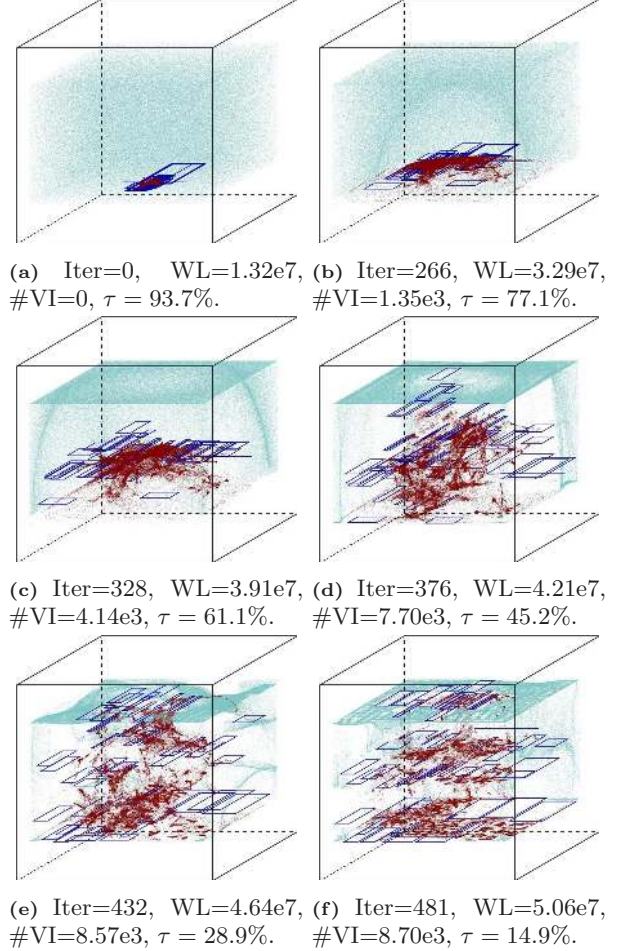 (a) Iter=0, WL=1.32e7,
#VI=0, τ = 93.7%.
(b) Iter=266, WL=3.29e7,
#VI=1.35e3, τ = 77.1%.
(c) Iter=328, WL=3.91e7,
#VI=4.14e3, τ = 61.1%.
(d) Iter=376, WL=4.21e7,
#VI=7.70e3, τ = 45.2%.
(e) Iter=432, WL=4.64e7,
#VI=8.57e3, τ = 28.9%.
(f) Iter=481, WL=5.06e7,
#VI=8.70e3, τ = 14.9%.